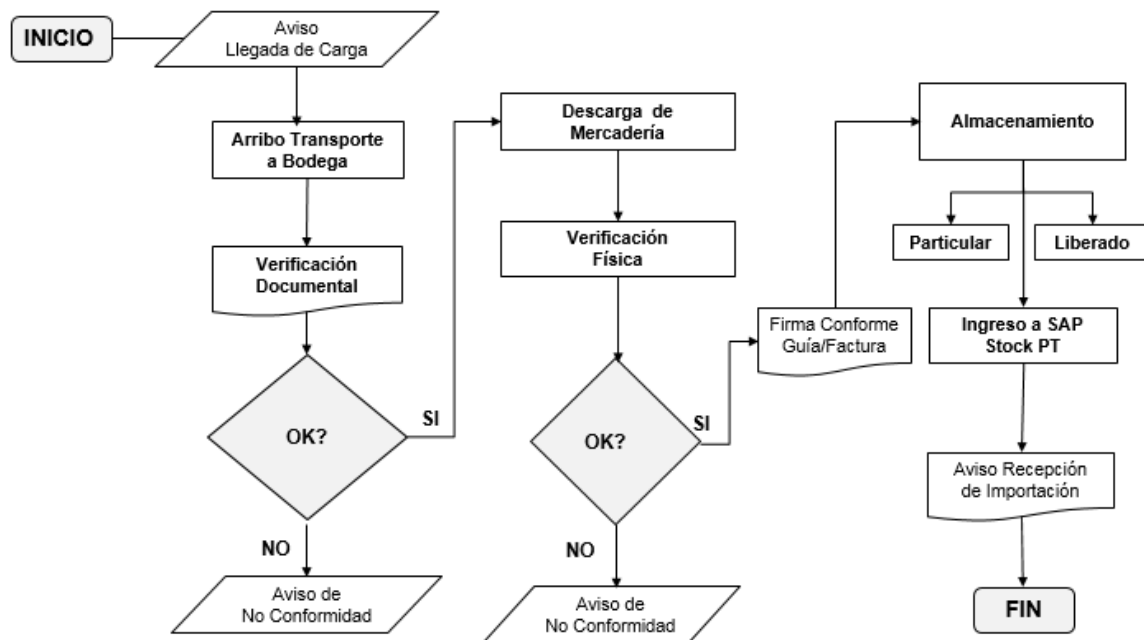 INICIO
Aviso
Llegada de Carga
Arribo Transporte
a Bodega
Verificación
Documental
OK?
SI
NO
Aviso de
No Conformidad
Descarga de
Mercadería
Verificación
Física
OK?
SI
NO
Aviso de
No Conformidad
Firma Conforme
Guía/Factura
Almacenamiento
Particular
Liberado
Ingreso a SAP
Stock PT
Aviso Recepción
de Importación
FIN